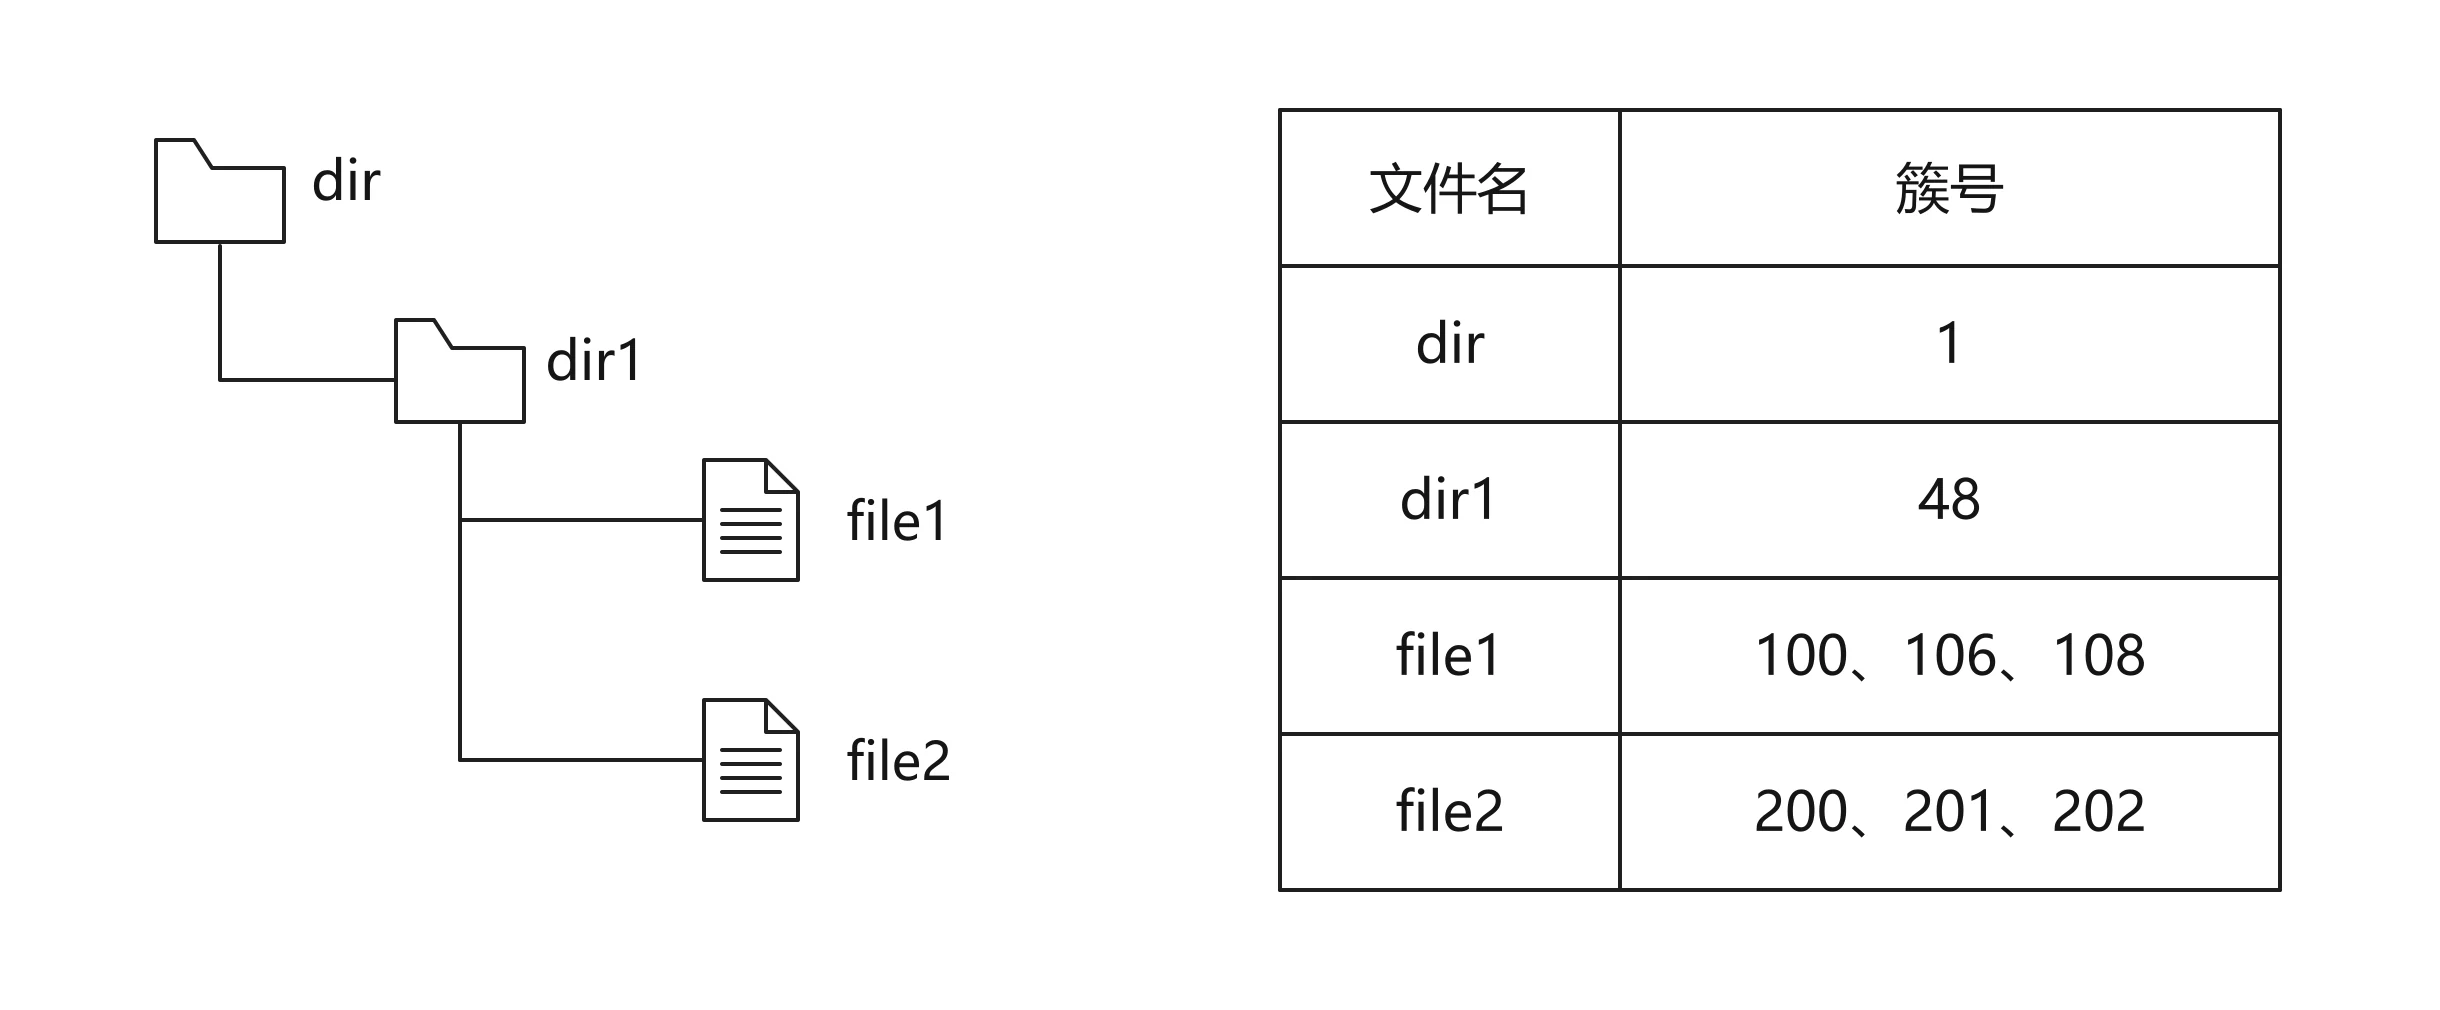 dir
dir1
file1
file2
文件名 簇号
dir 1
dir1 48
file1 100、106、108
file2 200、201、202